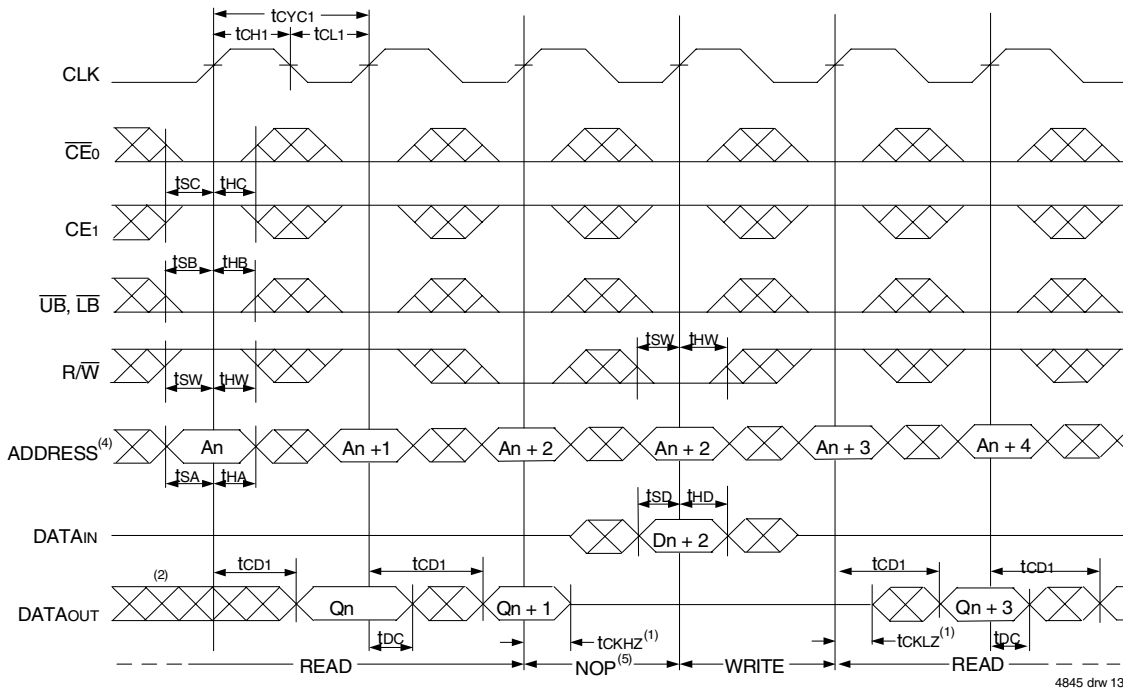 tCYC1
tCH1 tCL1
CLK
CE0
tSC tHC
CE1
tSB tHB
UB, LB
tSW tHW
R/W
tSW tHW
ADDRESS(4) An An +1 An + 2 An + 2 An + 3 An + 4
tSA tHA
tSD tHD
DATAIN Dn + 2
(2) tCD1 tCD1 tCD1 tCD1
DATAOUT Qn Qn + 1 Qn + 3
tDC tCKHZ(1) tCKLZ(1) tDC
READ NOP(5) WRITE READ
4845 drw 13